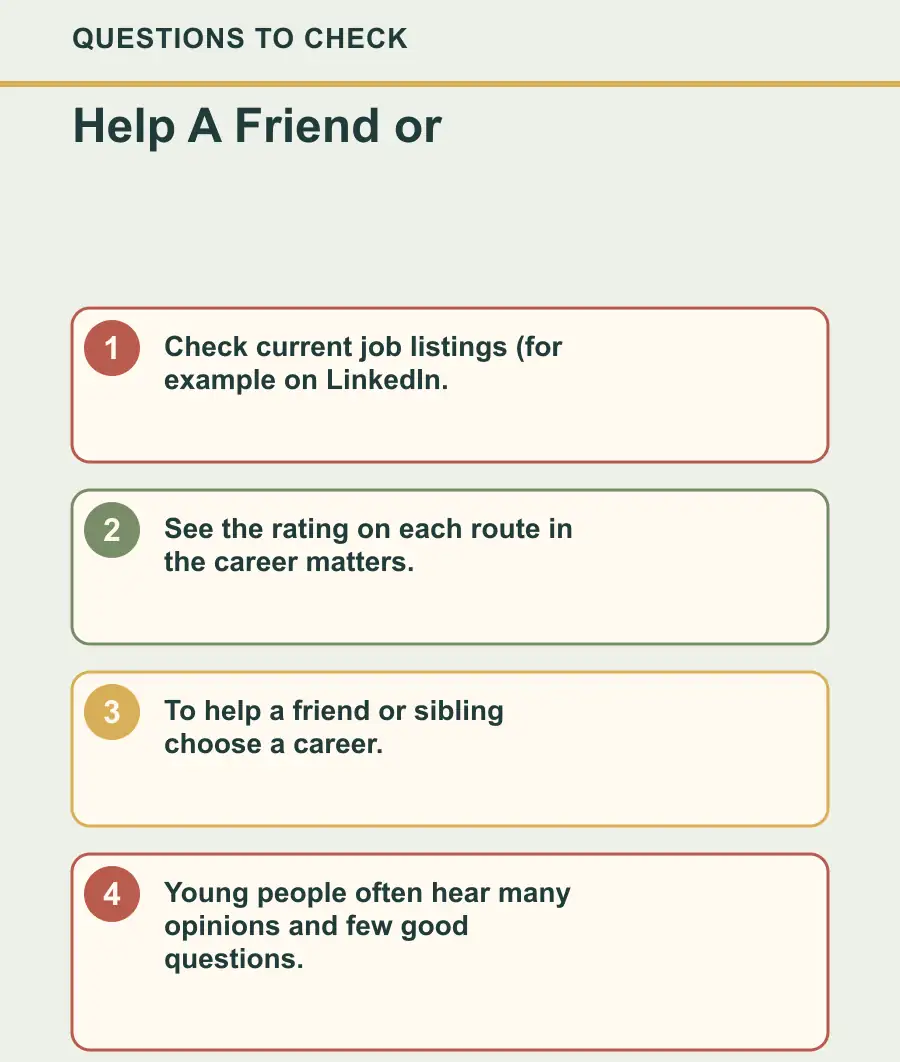 QUESTIONS TO CHECK
Help A Friend or
1
Check current job listings (for
example on LinkedIn.
2
See the rating on each route in
the career matters.
3
To help a friend or sibling
choose a career.
4
Young people often hear many
opinions and few good
questions.